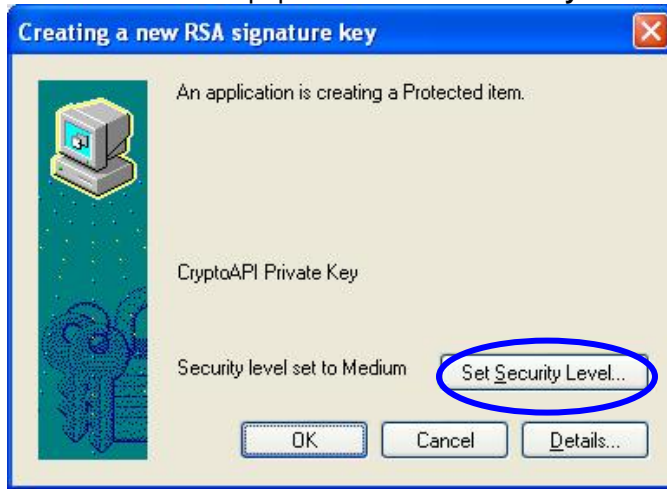 Creating a new RSA signature key
An application is creating a Protected item.
CryptoAPI Private Key
Security level set to Medium
Set Security Level...
OK
Cancel
Details...